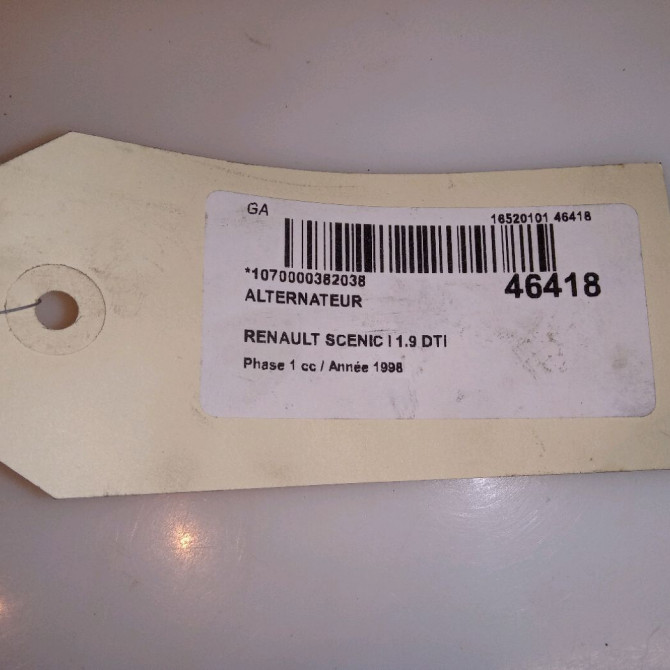 GA
16520101 46418
*1070000382038
46418
ALTERNATEUR
RENAULT SCENIC I 1.9 DTI
Phase 1 cc / Année 1998